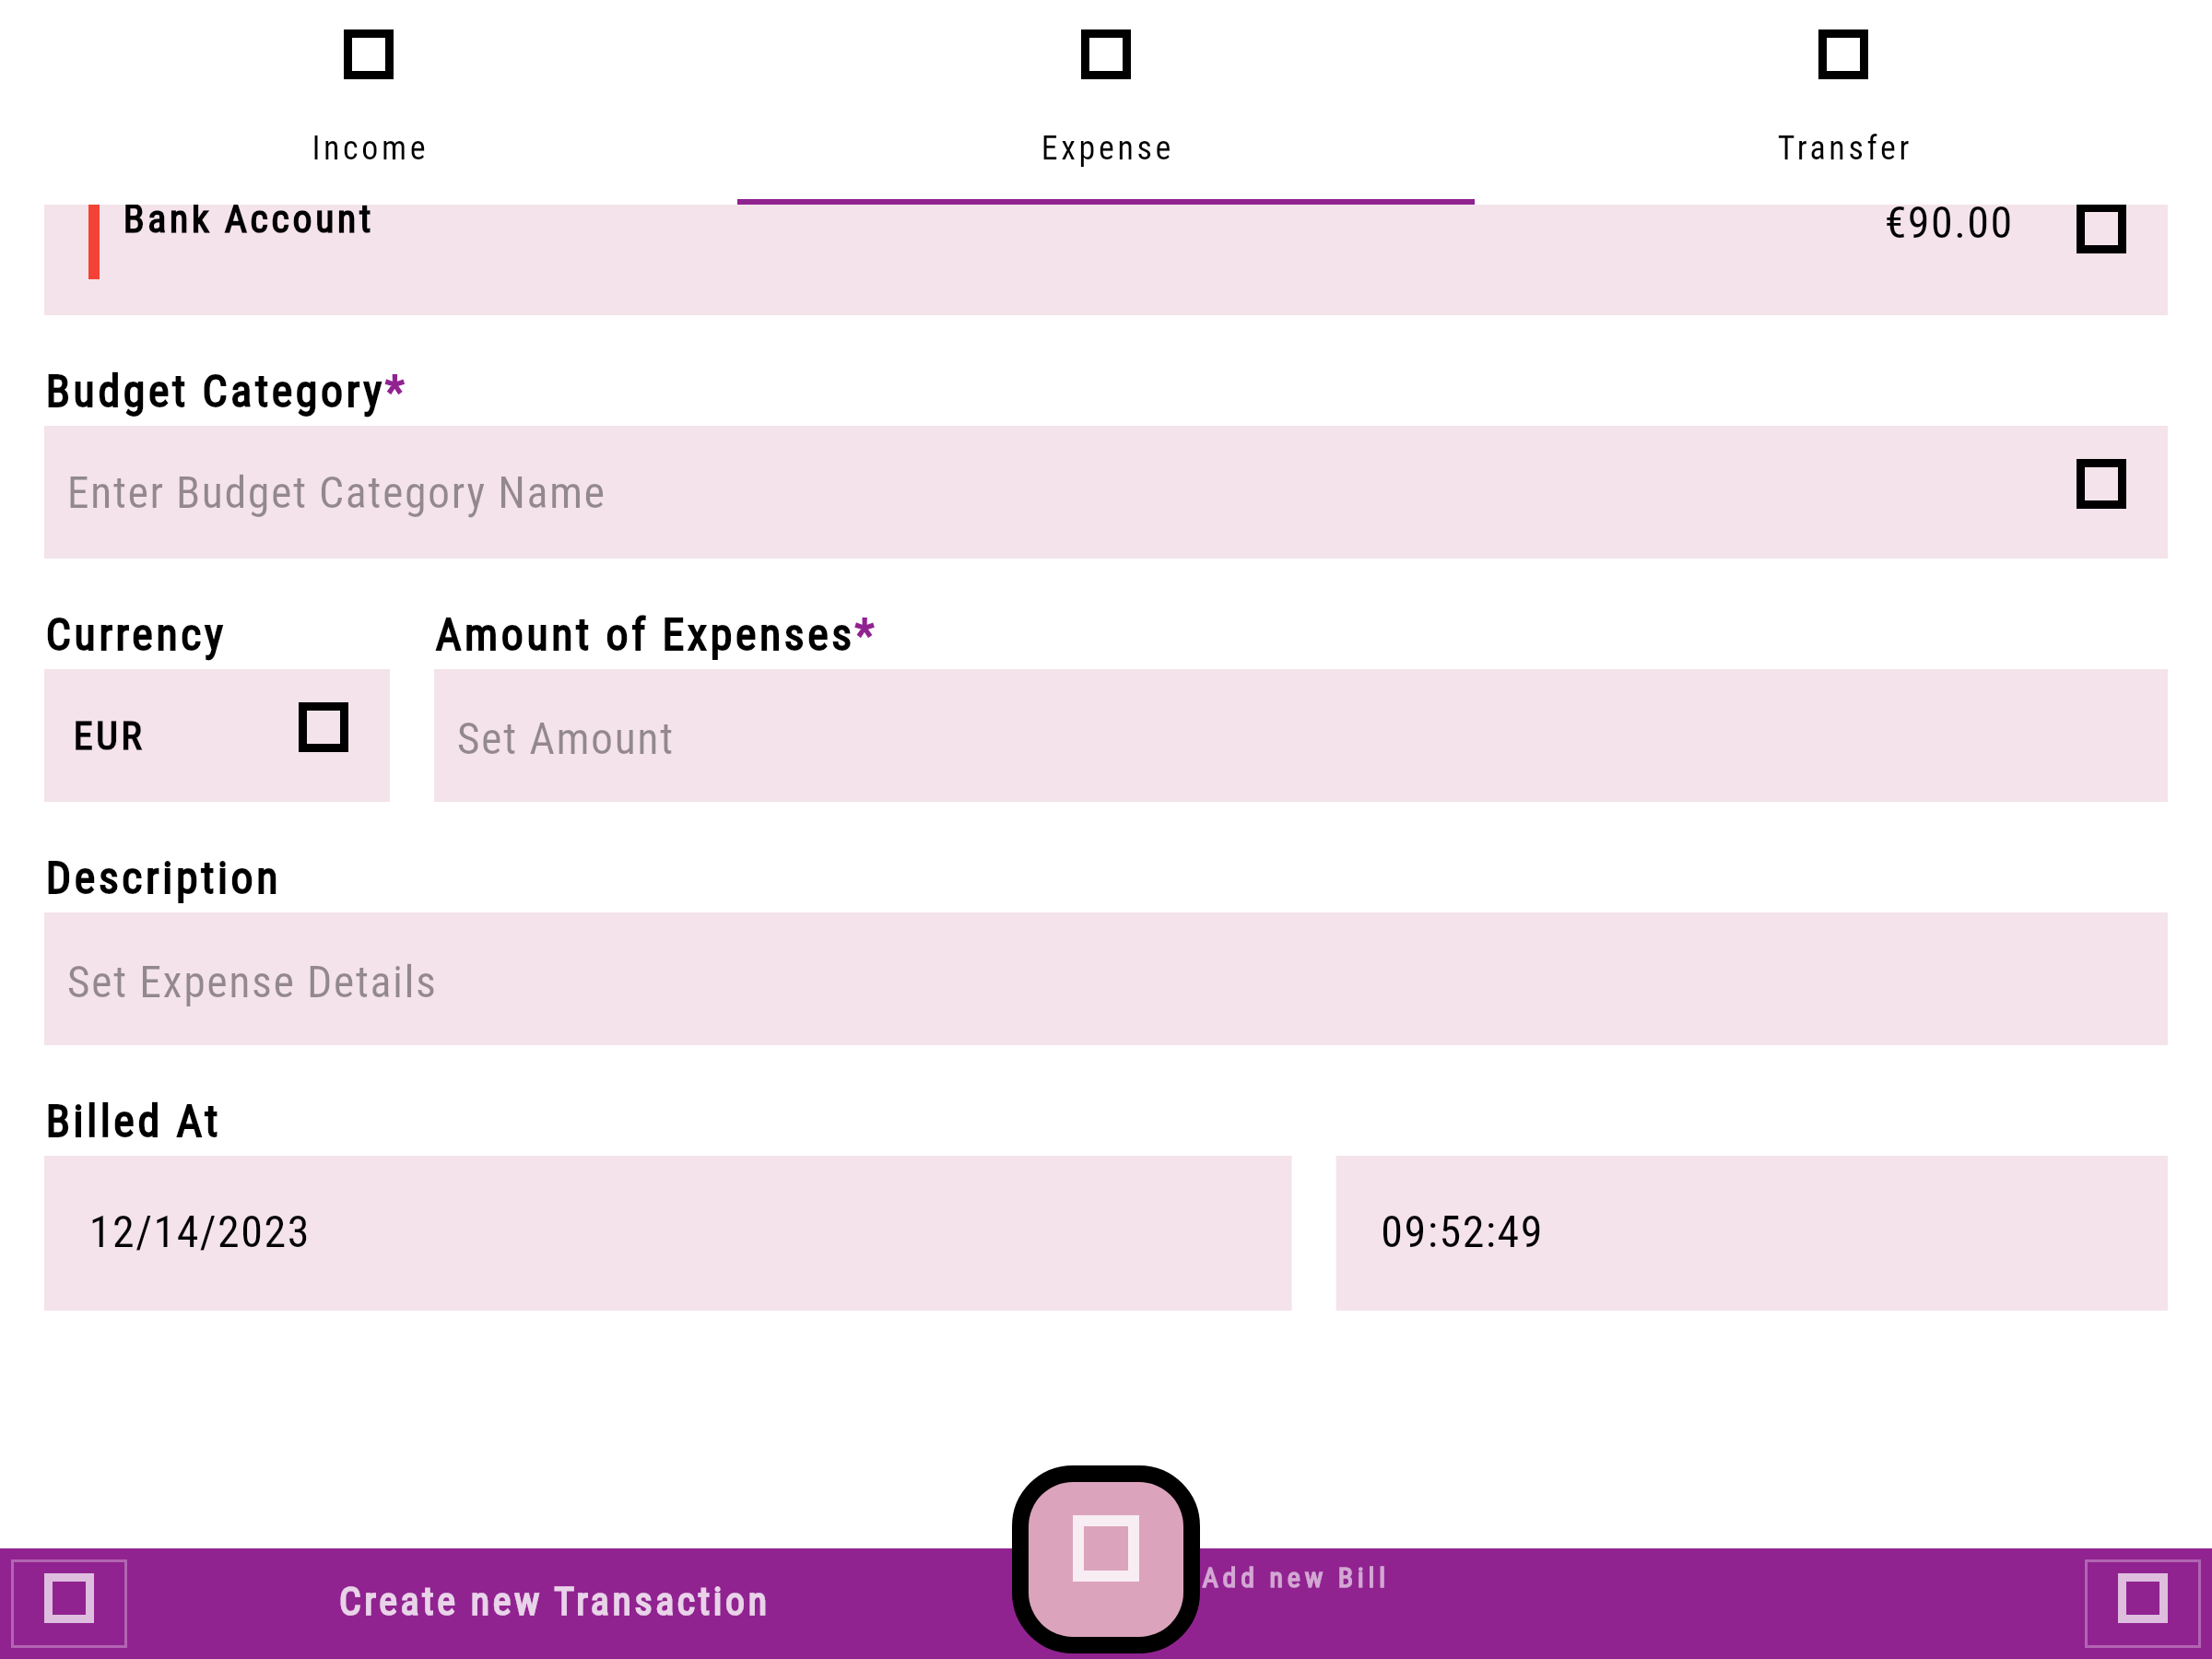 Income
Expense
Transfer
Bank Account
€90.00
Budget Category*
Enter Budget Category Name
Currency
Amount of Expenses*
EUR
Set Amount
Description
Set Expense Details
Billed At
12/14/2023
09:52:49
Create new Transaction
Add new Bill